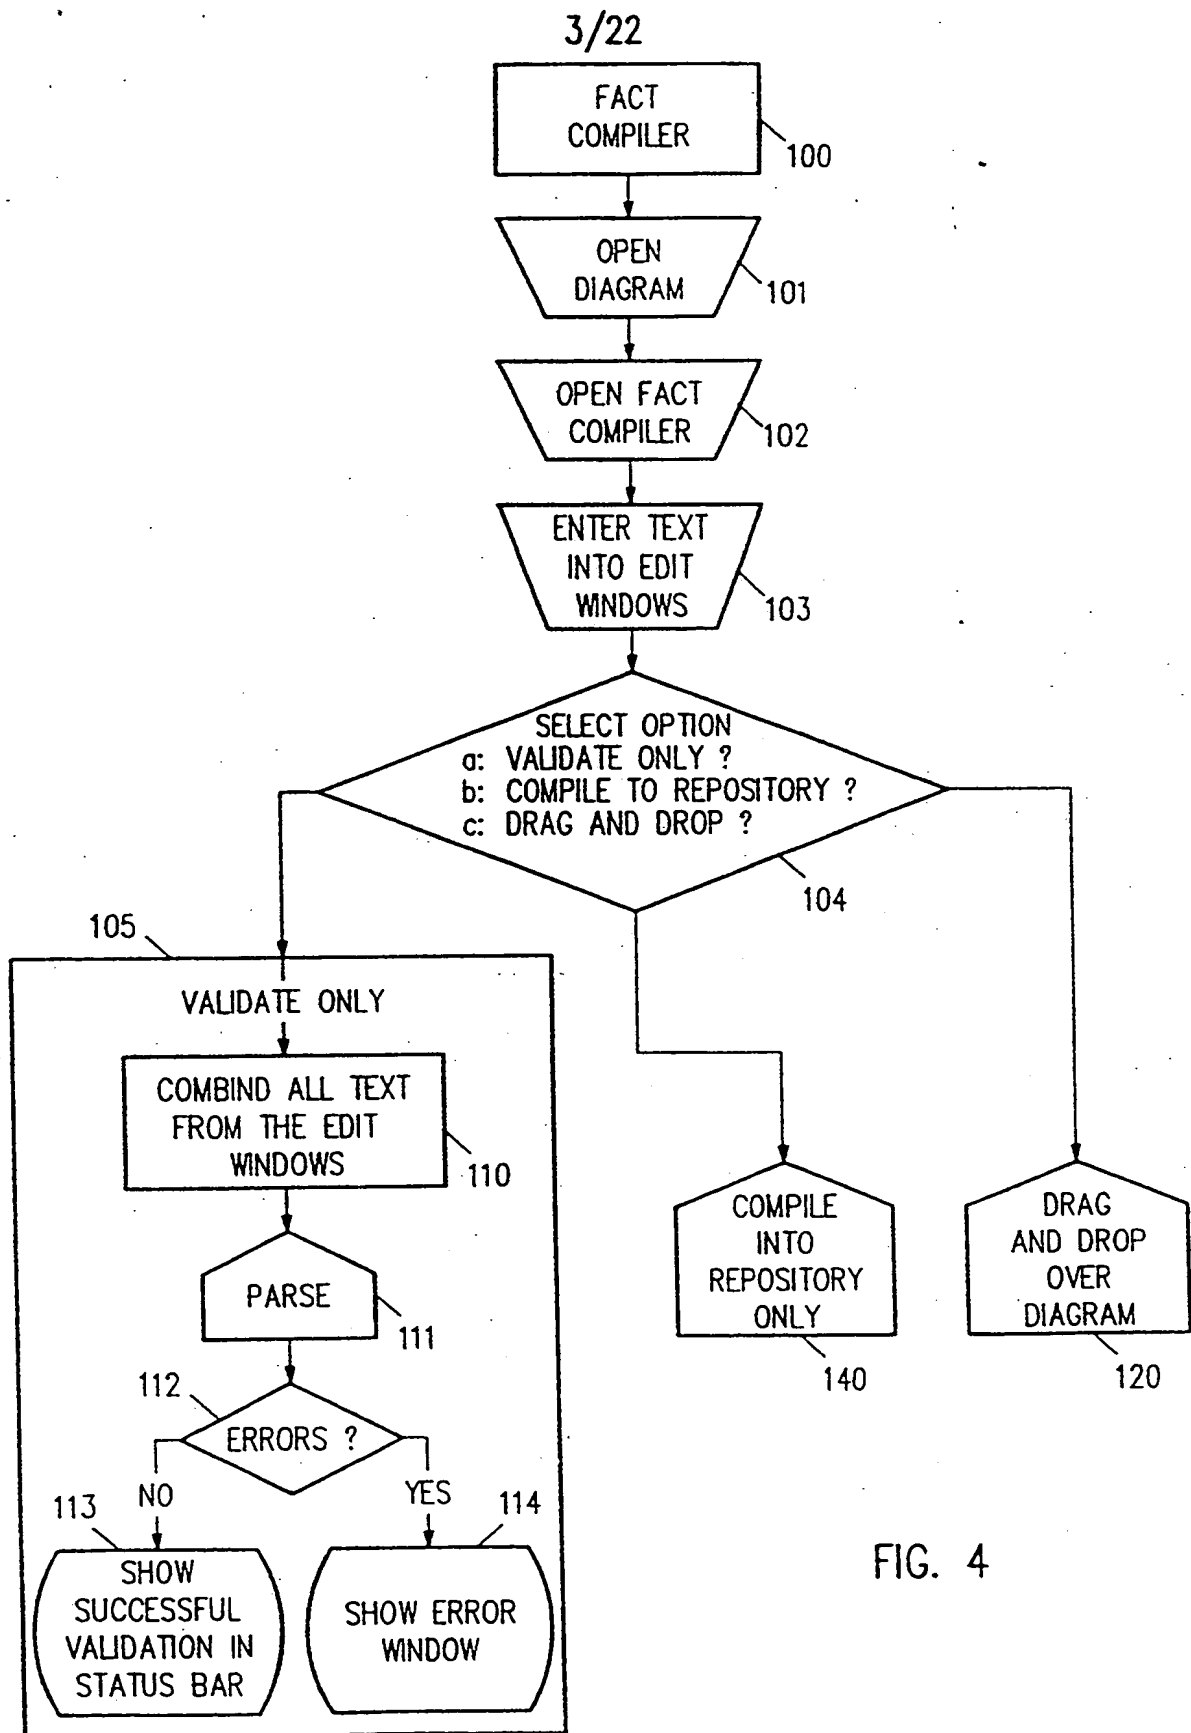 3/22
FACT
COMPILER
100
OPEN
DIAGRAM
101
OPEN FACT
COMPILER
102
ENTER TEXT
INTO EDIT
WINDOWS
103
SELECT OPTION
a: VALIDATE ONLY ?
b: COMPILE TO REPOSITORY ?
c: DRAG AND DROP ?
104
105
VALIDATE ONLY
COMBIND ALL TEXT
FROM THE EDIT
WINDOWS
110
PARSE
111
112
ERRORS ?
NO
YES
113
SHOW
SUCCESSFUL
VALIDATION IN
STATUS BAR
114
SHOW ERROR
WINDOW
COMPILE
INTO
REPOSITORY
ONLY
140
DRAG
AND DROP
OVER
DIAGRAM
120
FIG. 4